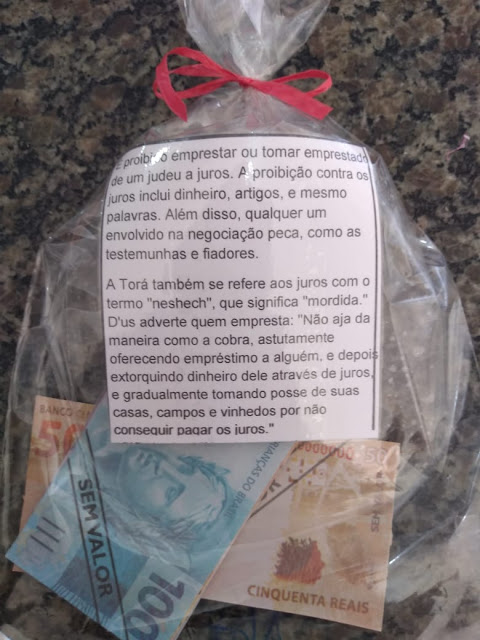 É proibido emprestar ou tomar emprestado
de um judeu a juros. A proibição contra os
juros inclui dinheiro, artigos, e mesmo
palavras. Além disso, qualquer um
envolvido na negociação peca, como as
testemunhas e fiadores.
A Torá também se refere aos juros com o
termo "neshech", que significa "mordida."
D'us adverte quem empresta: "Não aja da
maneira como a cobra, astutamente
oferecendo empréstimo a alguém, e depois
extorquindo dinheiro dele através de juros,
e gradualmente tomando posse de suas
casas, campos e vinhedos por não
conseguir pagar os juros."
BANCO
50
SEM VALOR
100
CINQUENTA REAIS